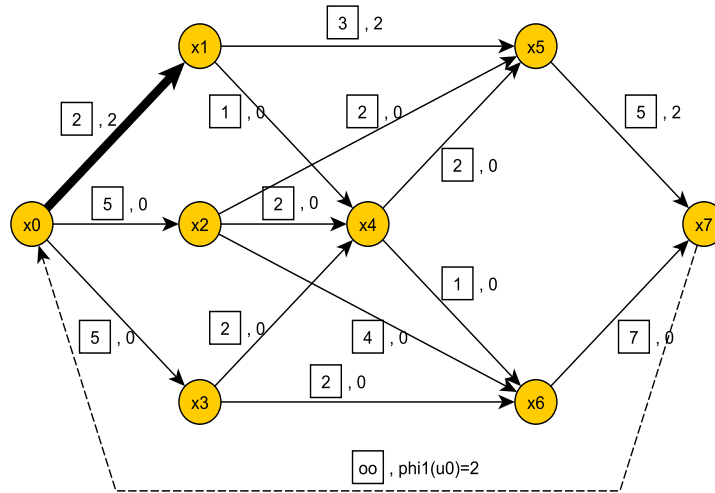 x1
3 , 2
x5
2 , 2
1 , 0
2 , 0
5 , 2
2 , 0
x0
5 , 0
x2
2 , 0
x4
x7
1 , 0
5 , 0
2 , 0
4 , 0
7 , 0
x3
2 , 0
x6
oo , phi1(u0)=2